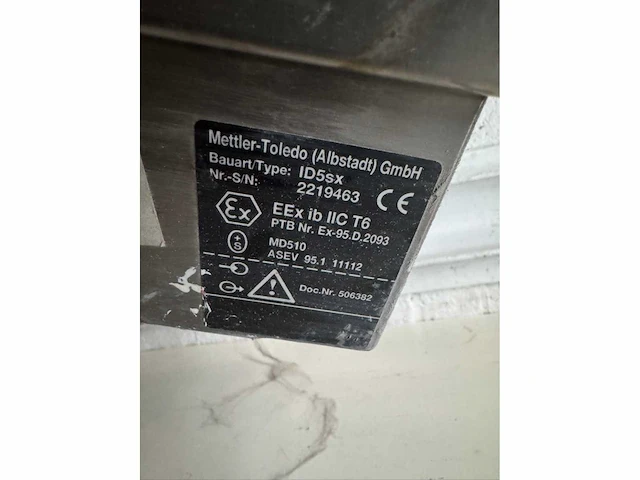 Mettler-Toledo (Albstadt) GmbH
Bauart/Type: ID5sx
Nr.-S/N: 2219463 CE
Ex EEx ib IIC T6
PTB Nr. Ex-95.D.2093
S MD510
ASEV 95.1 11112
Doc.Nr. 506382